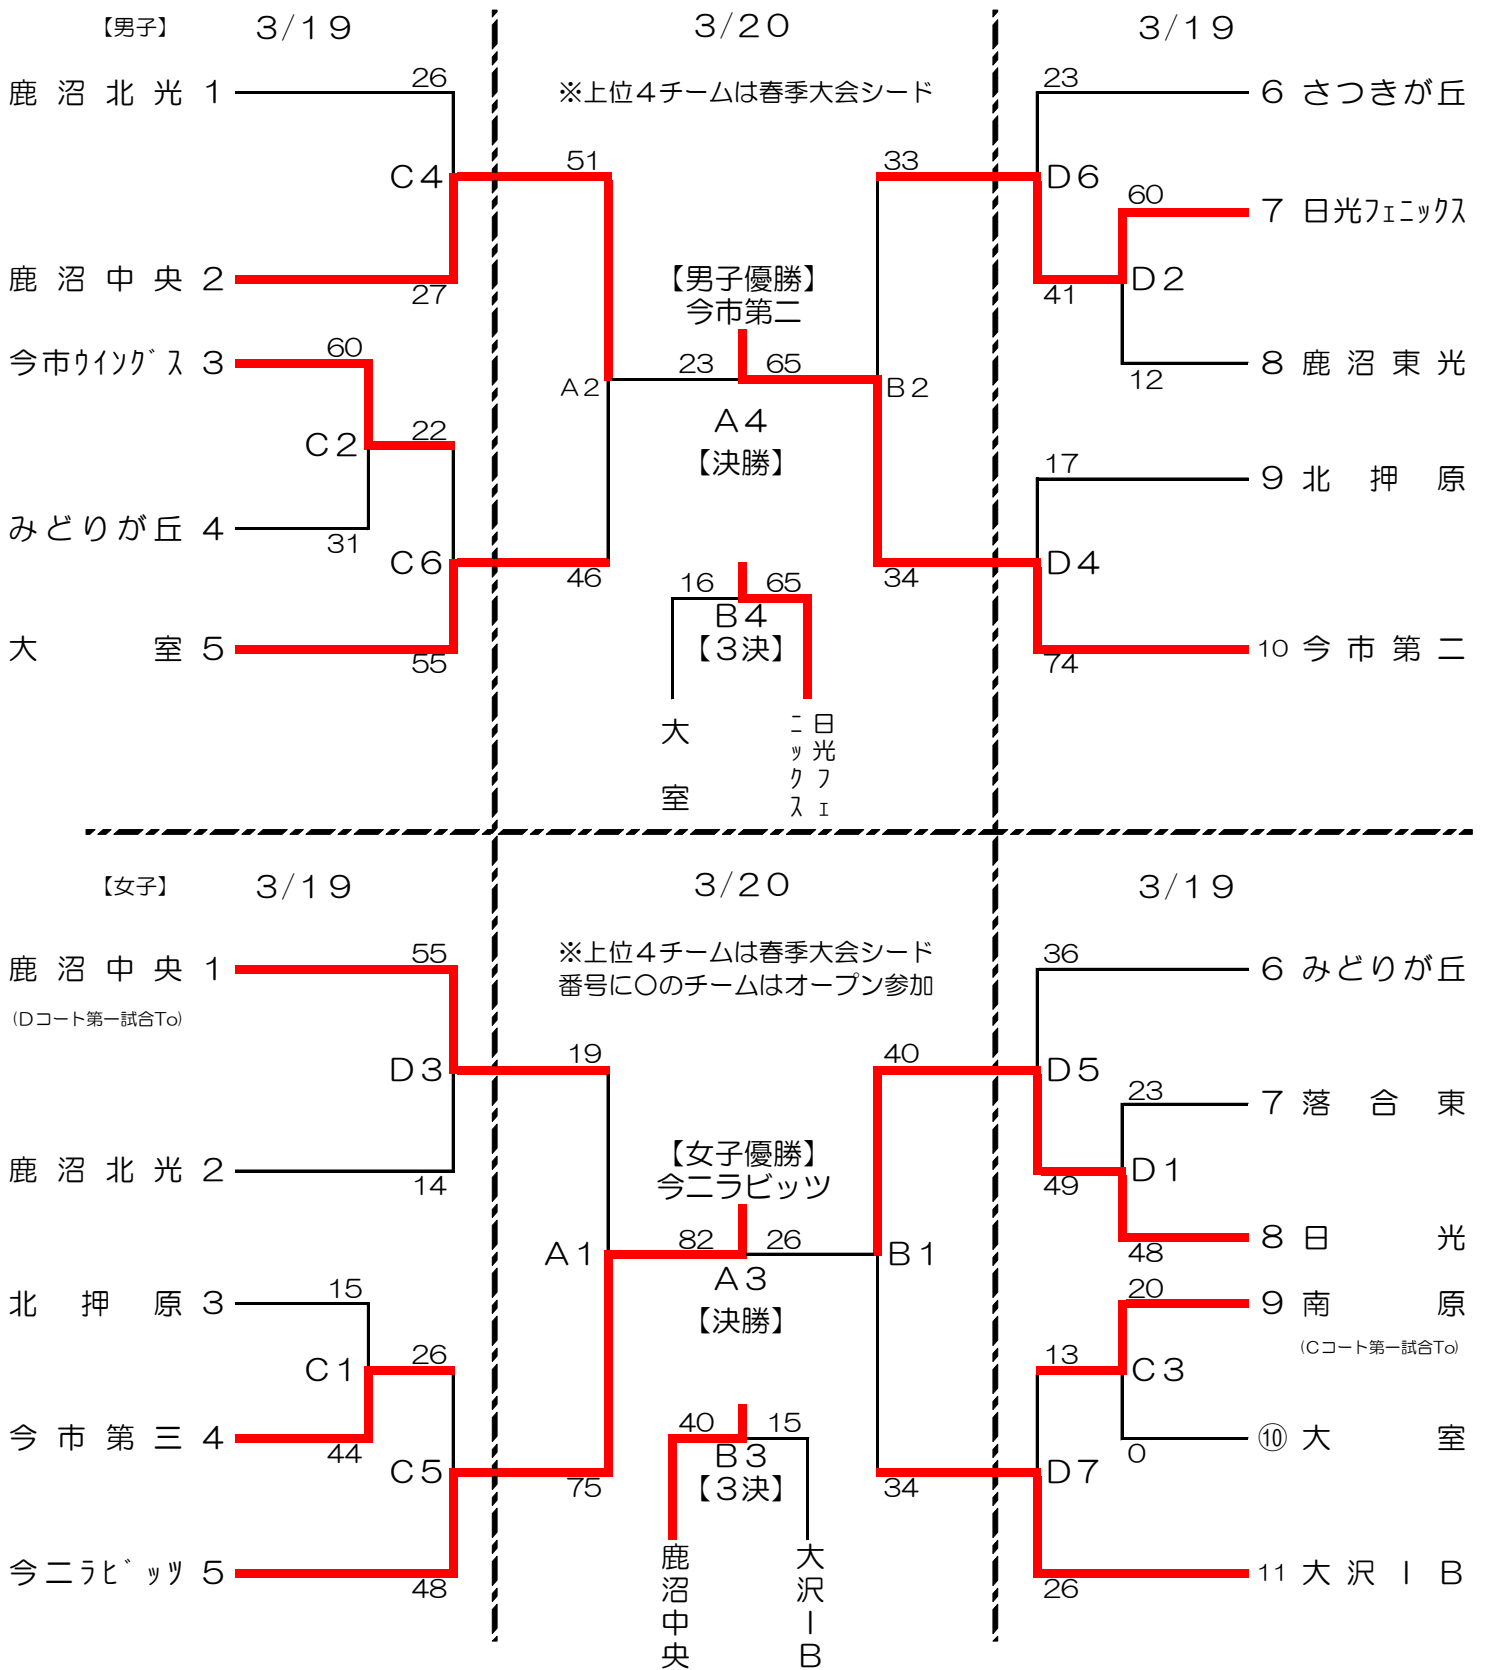 【男子】 3/19 3/20 3/19
鹿沼北光 1 26 ※上位4チームは春季大会シード 23 6 さつきが丘
C4 51 33 D6
60 7 日光フェニックス
鹿沼中央 2 27 【男子優勝】 41 D2
今市第二
今市ウイングス 3 60 23 65 12 8 鹿沼東光
A2 B2
A4
C2 22 【決勝】 17 9 北押原
みどりが丘 4 31
C6 46 34 D4
16 65
B4
大室 5 55 【3決】 74 10 今市第二
大室 日光フェニックス
【女子】 3/19 3/20 3/19
鹿沼中央 1 55 ※上位4チームは春季大会シード 36 6 みどりが丘
番号に○のチームはオープン参加
(Dコート第一試合To)
D3 19 40 D5
23 7 落合東
鹿沼北光 2 14 【女子優勝】 49 D1
今二ラビッツ
A1 82 26 B1 48 8 日光
A3
北押原 3 15 【決勝】 20 9 南原
(Cコート第一試合To)
C1 26 13 C3
今市第三 4 44 40 15 0 ⑩ 大室
B3
C5 75 【3決】 34 D7
今二ラビッツ 5 48 26 11 大沢IB
鹿沼中央 大沢IB